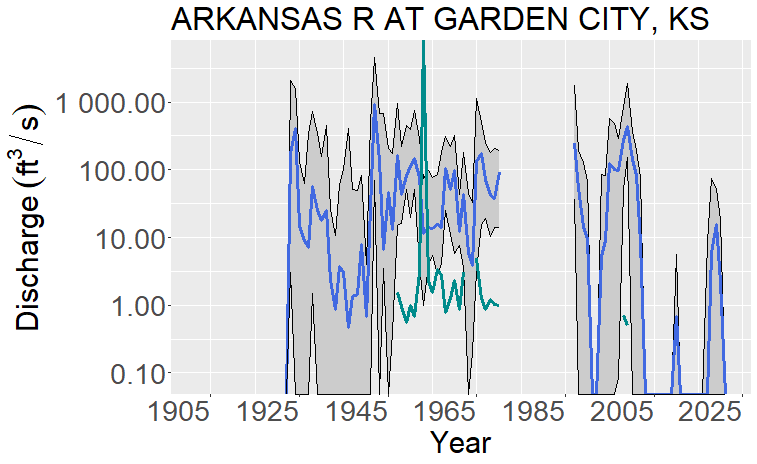 ARKANSAS R AT GARDEN CITY, KS
Discharge (ft³/s)
1 000.00
100.00
10.00
1.00
0.10
1905 1925 1945 1965 1985 2005 2025
Year